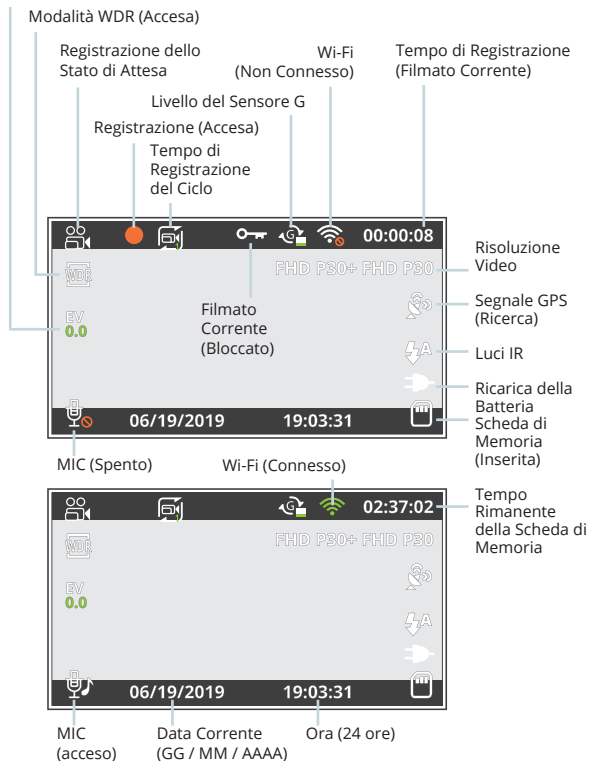 Modalità WDR (Accesa)
Registrazione dello
Stato di Attesa
Wi-Fi
(Non Connesso)
Tempo di Registrazione
(Filmato Corrente)
Livello del Sensore G
Registrazione (Accesa)
Tempo di
Registrazione
del Ciclo
G
00:00:08
WDR
FHD P30+ FHD P30
Risoluzione
Video
EV
0.0
Filmato
Corrente
(Bloccato)
Segnale GPS
(Ricerca)
A
Luci IR
Ricarica della
Batteria
Scheda di
Memoria
(Inserita)
06/19/2019
19:03:31
MIC (Spento)
Wi-Fi (Connesso)
G
02:37:02
Tempo
Rimanente
della Scheda di
Memoria
WDR
FHD P30+ FHD P30
EV
0.0
A
06/19/2019
19:03:31
MIC
(acceso)
Data Corrente
(GG / MM / AAAA)
Ora (24 ore)